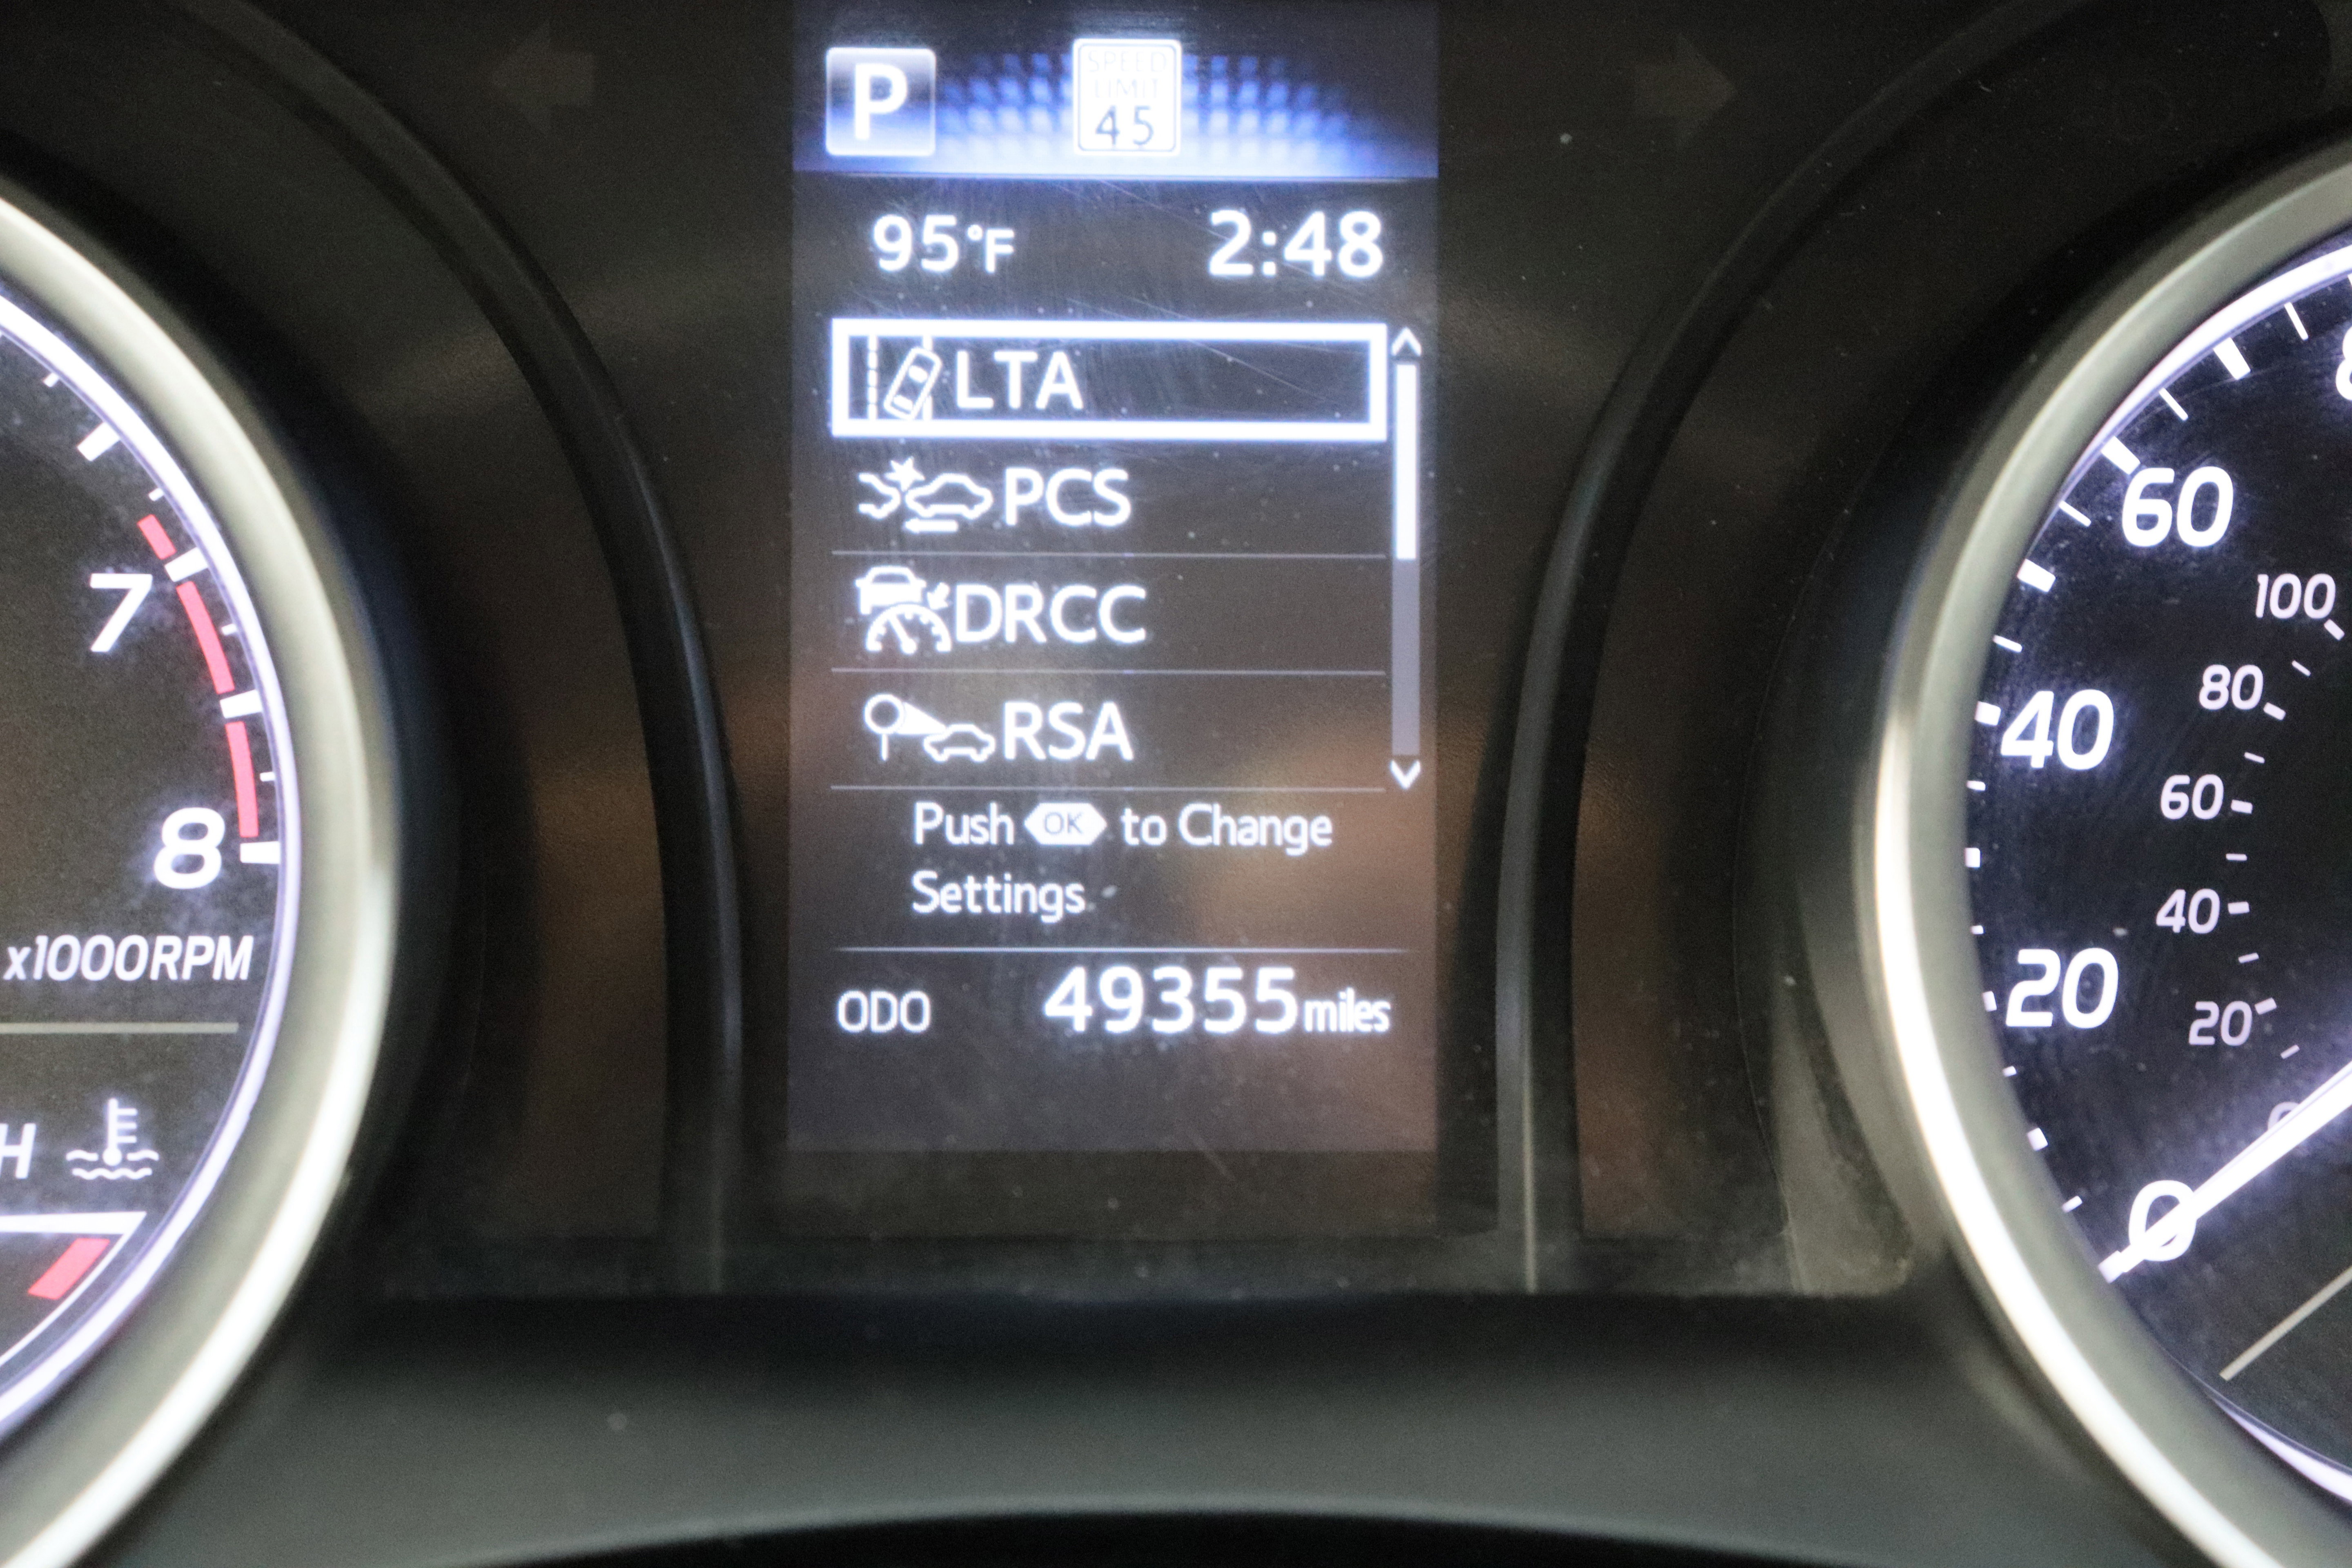 P
SPEED
LIMIT
45
95°F 2:48
LTA
PCS
DRCC
RSA
Push OK to Change
Settings
ODO 49355 miles
7
8
x1000RPM
H
60
40
20
0
100
80
60
40
20